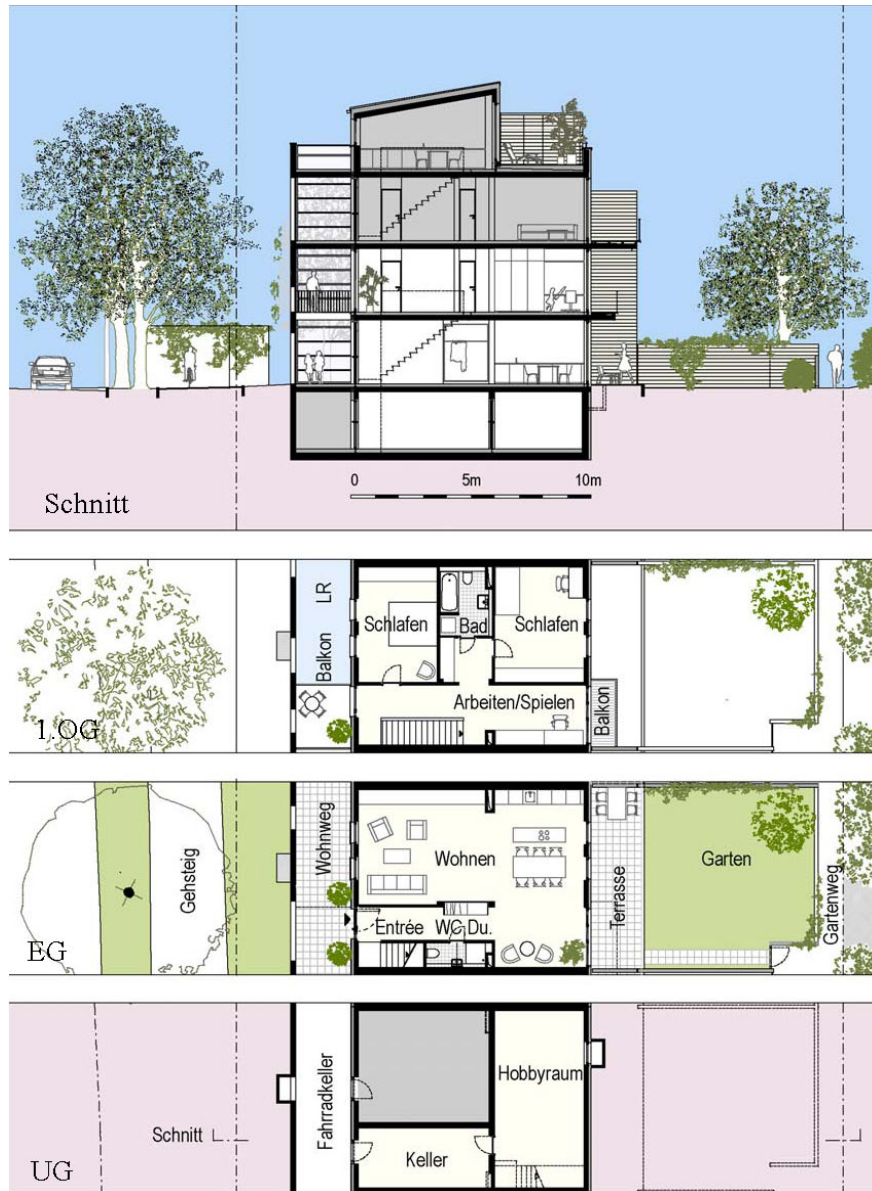 0 5m 10m
Schnitt
Balkon LR
Schlafen
Bad
Schlafen
Arbeiten/Spielen
Balkon
1.OG
Gehsteig
Wohnweg
Wohnen
Entrée
WC Du.
Terrasse
Garten
Gartenweg
EG
Schnitt
Fahrradkeller
Keller
Hobbyraum
UG